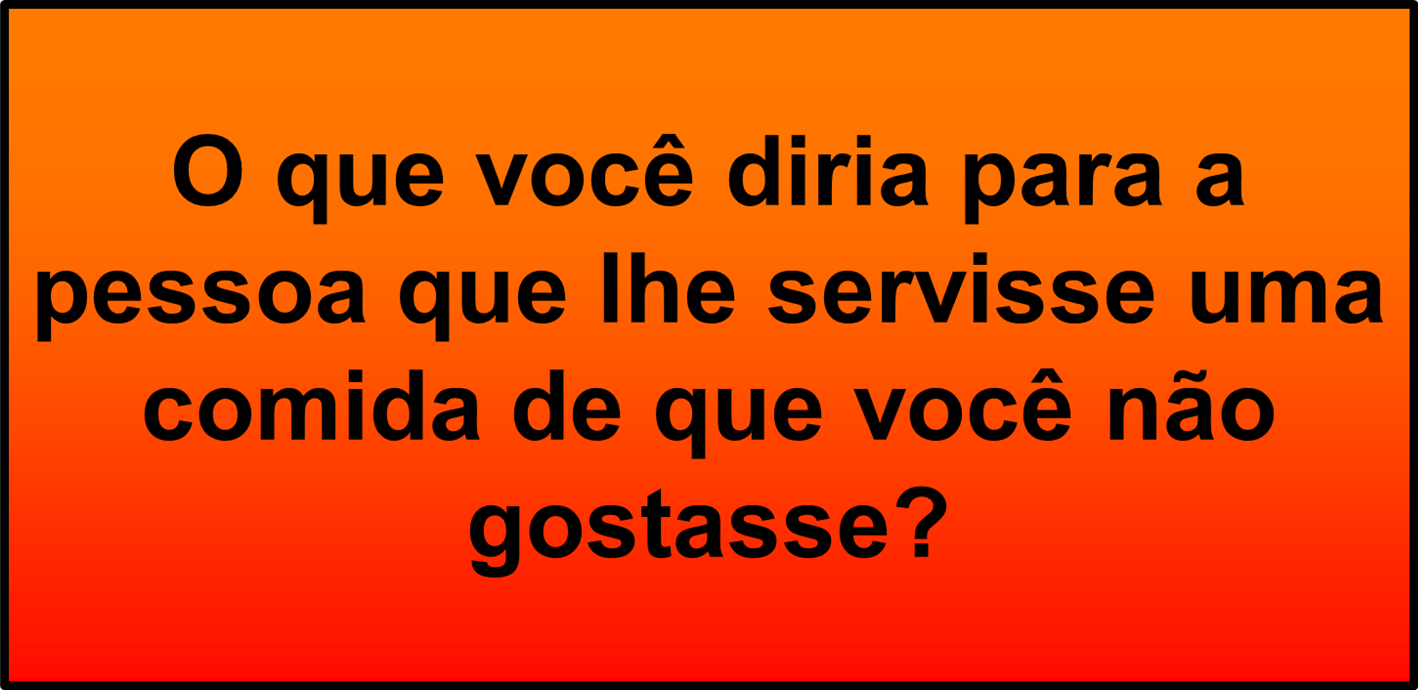 O que você diria para a
pessoa que lhe servisse uma
comida de que você não
gostasse?